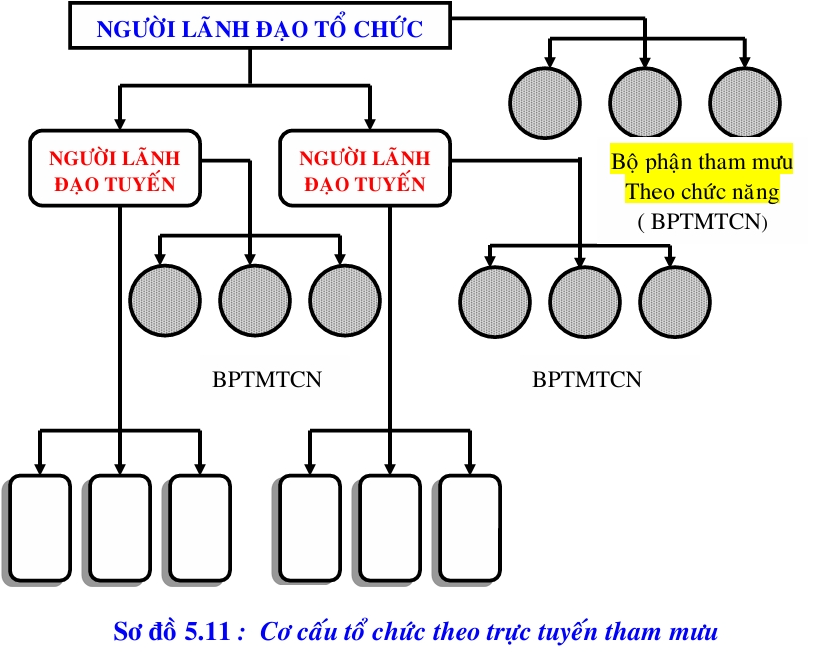 NGƯỜI LÃNH ĐẠO TỔ CHỨC
NGƯỜI LÃNH
ĐẠO TUYẾN
NGƯỜI LÃNH
ĐẠO TUYẾN
Bộ phận tham mưu
Theo chức năng
( BPTMTCN)
BPTMTCN
BPTMTCN
Sơ đồ 5.11 : Cơ cấu tổ chức theo trực tuyến tham mưu